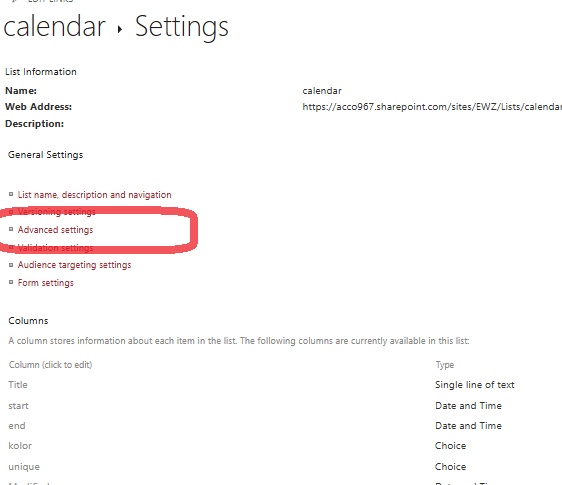 EDIT LINKS
calendar ▸ Settings
List Information
Name: calendar
Web Address: https://acco967.sharepoint.com/sites/EWZ/Lists/calendar
Description:
General Settings
List name, description and navigation
Versioning settings
Advanced settings
Validation settings
Audience targeting settings
Form settings
Columns
A column stores information about each item in the list. The following columns are currently available in this list:
Column (click to edit) Type
Title Single line of text
start Date and Time
end Date and Time
kolor Choice
unique Choice
Modified Date and Time